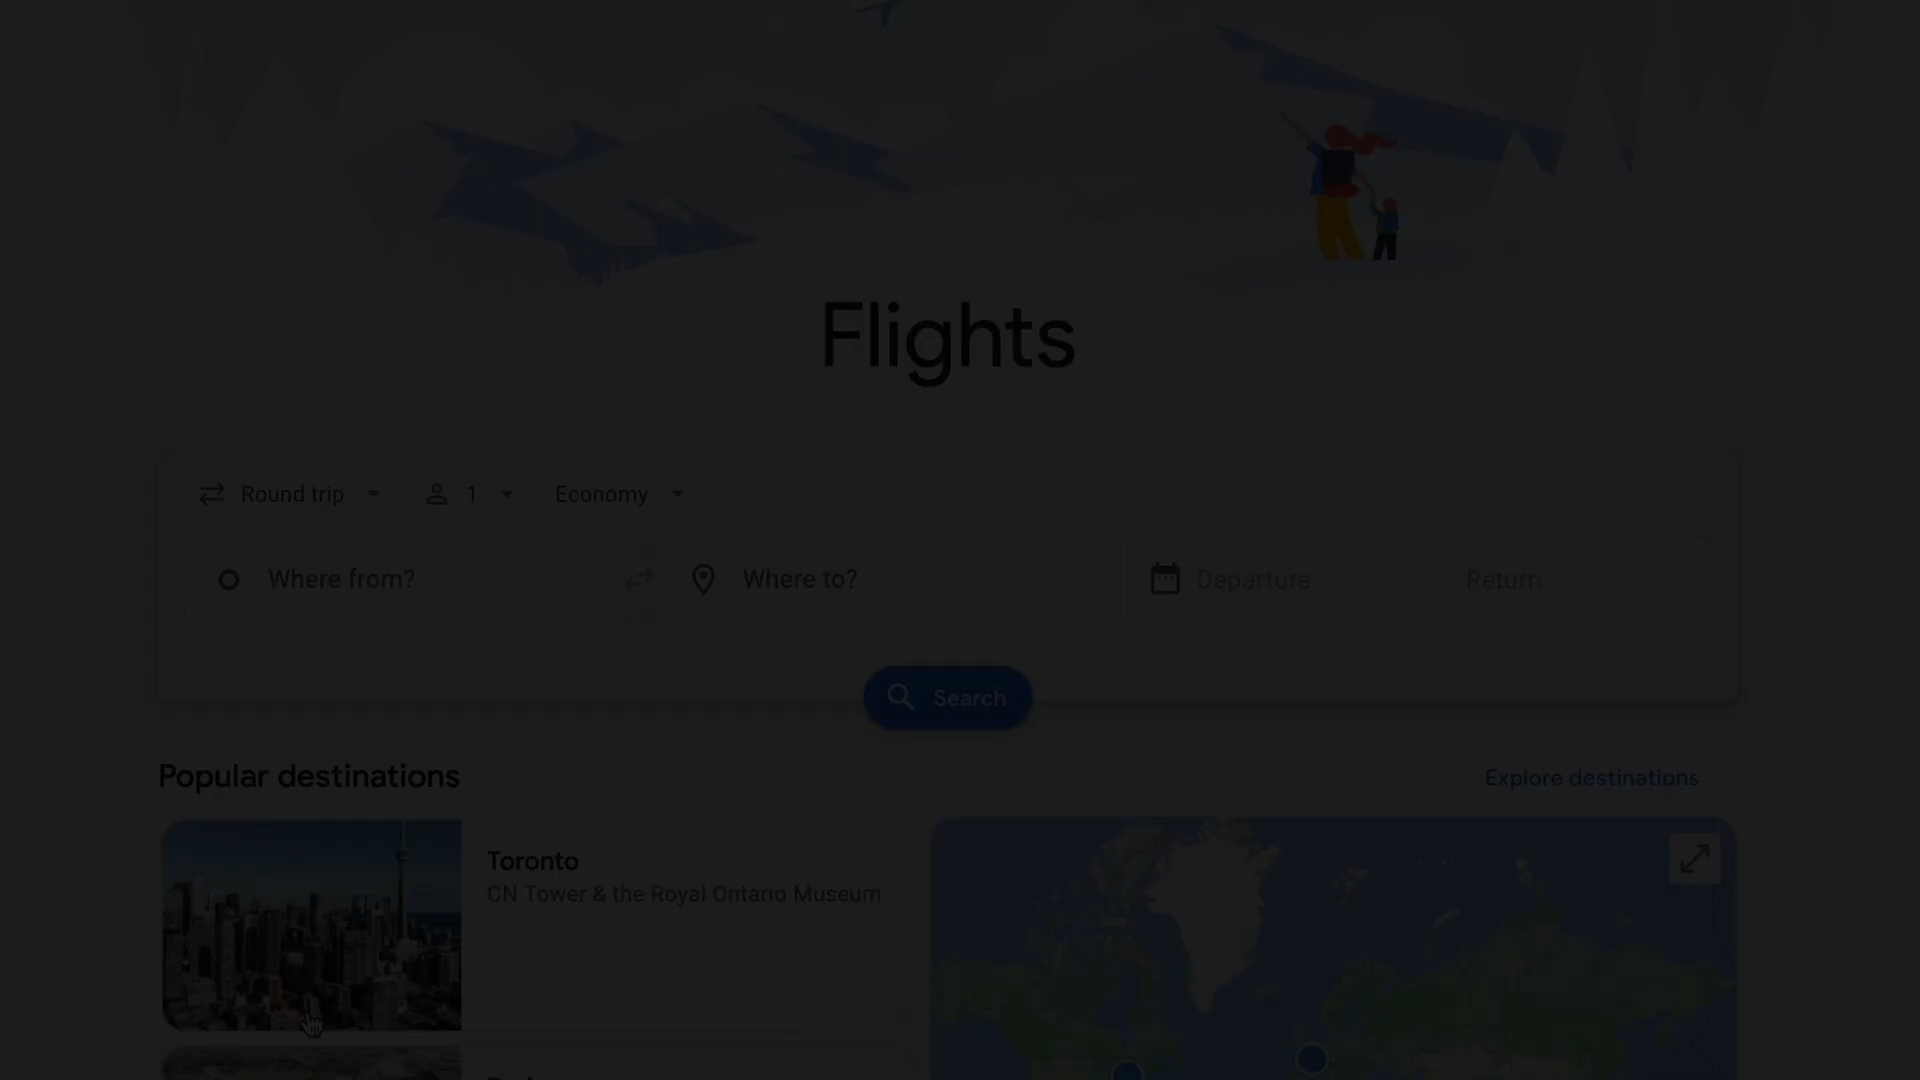 Flights
Round trip 1 Economy
Where from? Where to? Departure Return
Search
Popular destinations Explore destinations
Toronto
CN Tower & the Royal Ontario Museum